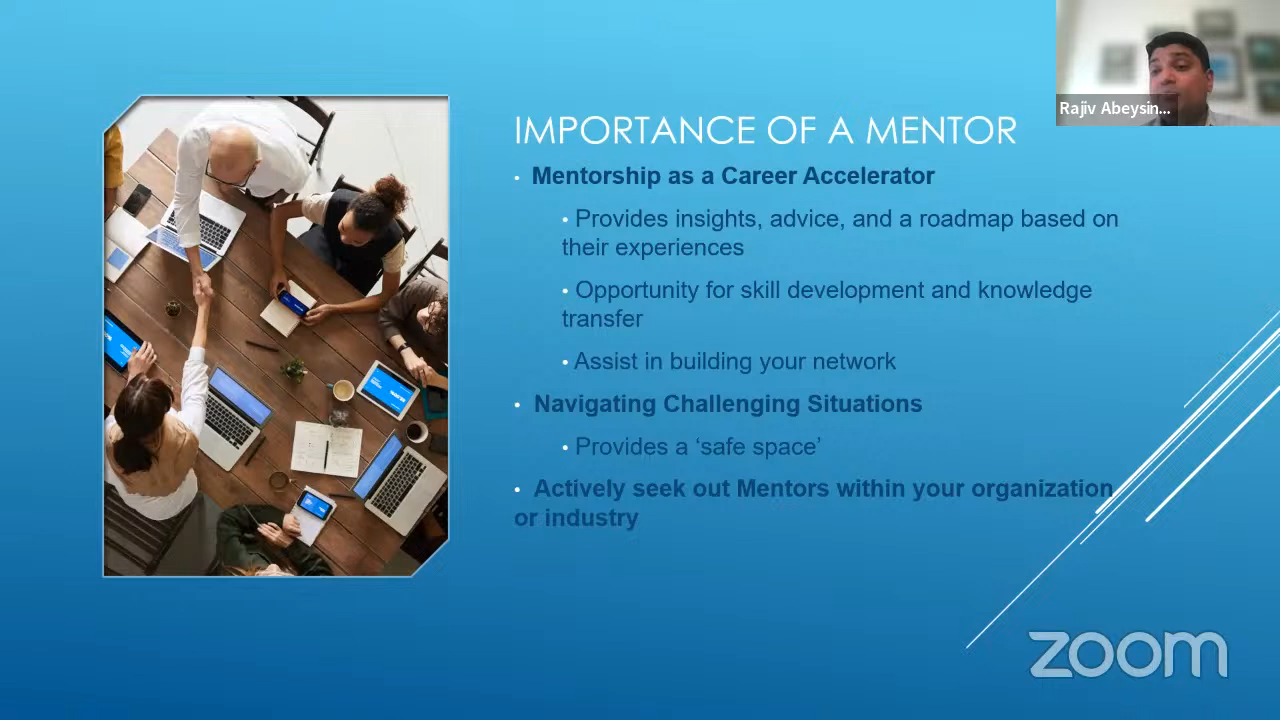 Rajiv Abeysin...
IMPORTANCE OF A MENTOR
• Mentorship as a Career Accelerator
• Provides insights, advice, and a roadmap based on
their experiences
• Opportunity for skill development and knowledge
transfer
• Assist in building your network
• Navigating Challenging Situations
• Provides a ‘safe space’
• Actively seek out Mentors within your organization
or industry
zoom